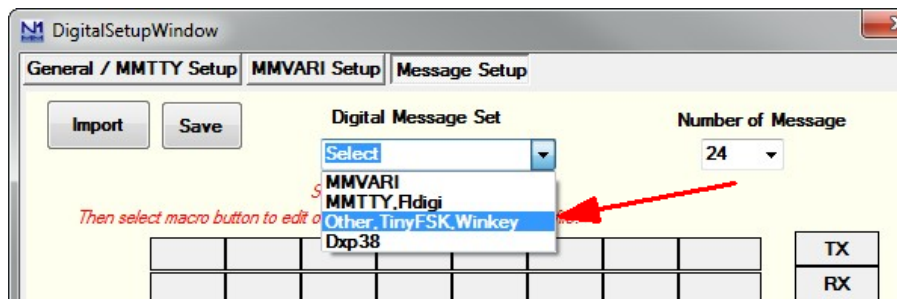 N1 MM DigitalSetupWindow
General / MMTTY Setup MMVARI Setup Message Setup
Import Save Digital Message Set Number of Message
Select 24
MMVARI
MMTTY,Fldigi
Then select macro button to edit
Other,TinyFSK,Winkey
Dxp38
TX
RX